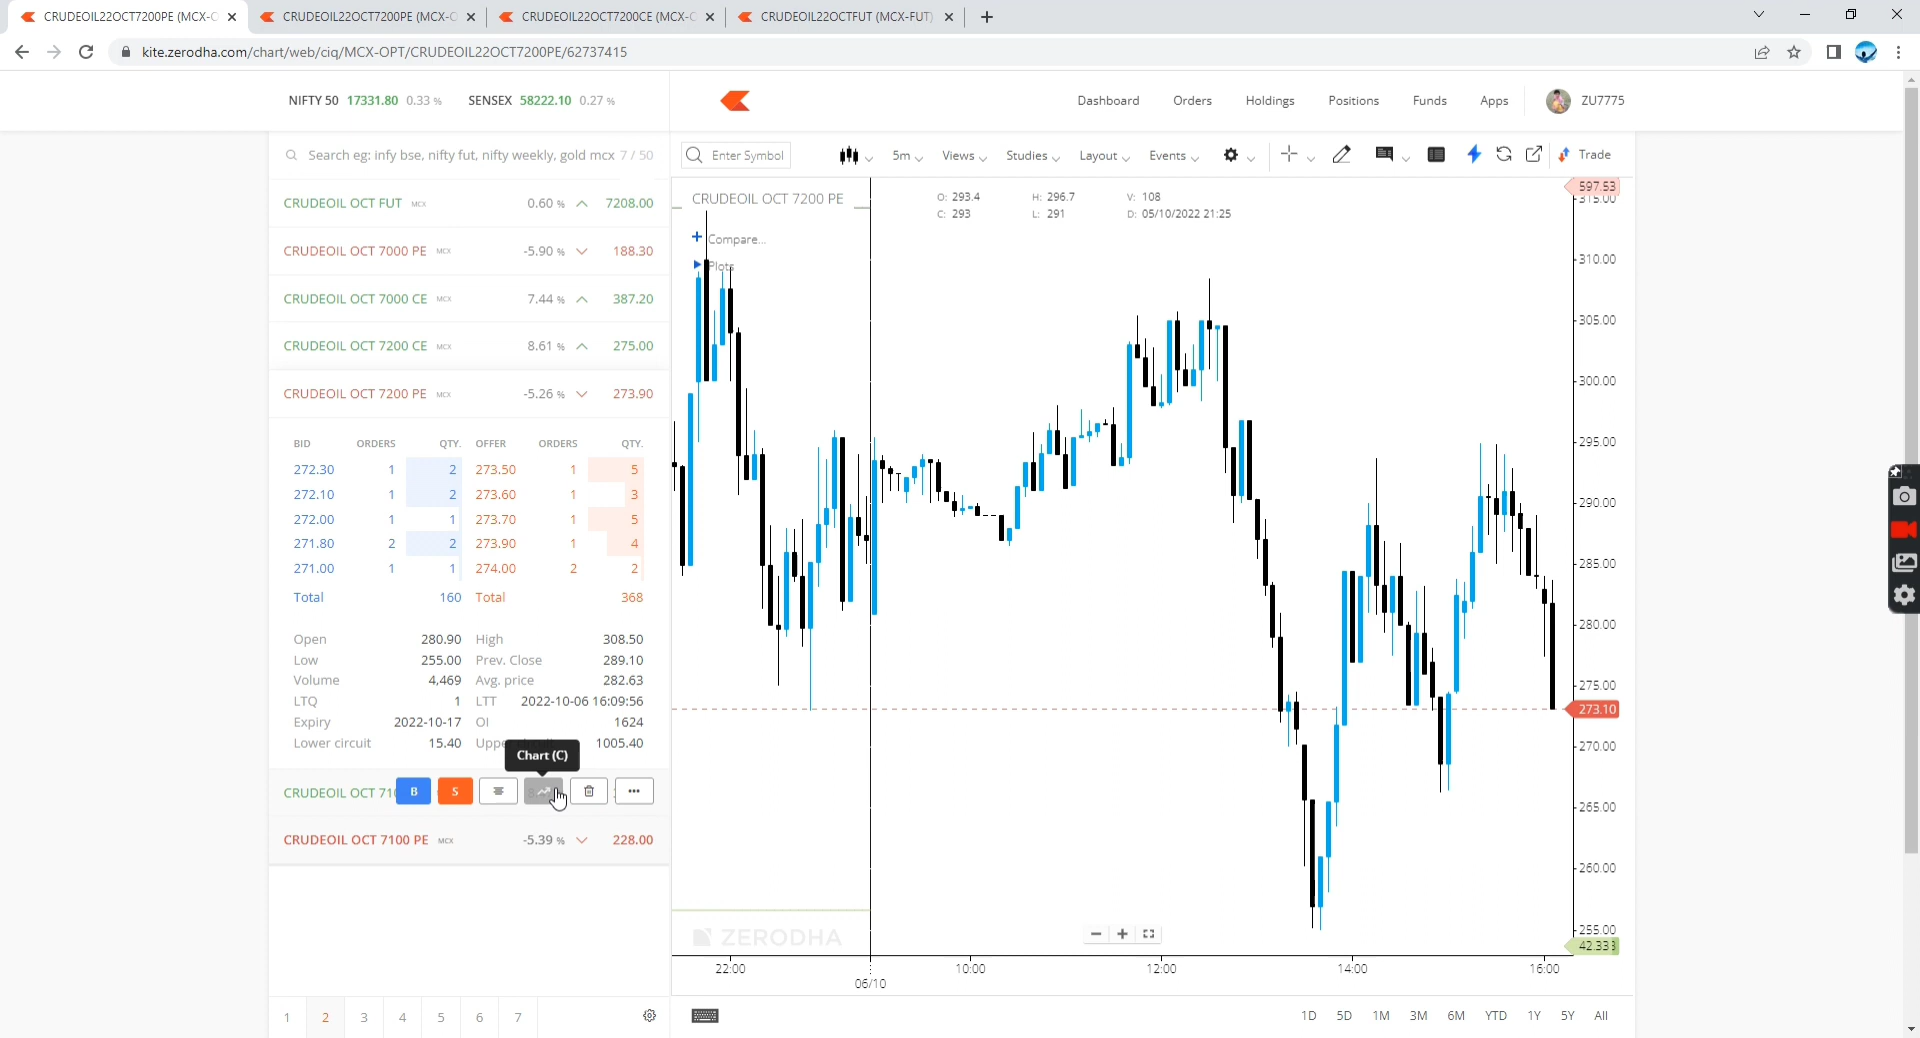 CRUDEOIL22OCT7200PE (MCX-O
CRUDEOIL22OCT7200PE (MCX-O
CRUDEOIL22OCT7200CE (MCX-O
CRUDEOIL22OCTFUT (MCX-FUT)
kite.zerodha.com/chart/web/ciq/MCX-OPT/CRUDEOIL22OCT7200PE/62737415
NIFTY 50 17331.80 0.33 %
SENSEX 58222.10 0.27 %
Dashboard Orders Holdings Positions Funds Apps ZU7775
Search eg: infy bse, nifty fut, nifty weekly, gold mcx 7 / 50
Enter Symbol 5m Views Studies Layout Events Trade
CRUDEOIL OCT FUT MCX 0.60 % 7208.00
CRUDEOIL OCT 7000 PE MCX -5.90 % 188.30
CRUDEOIL OCT 7000 CE MCX 7.44 % 387.20
CRUDEOIL OCT 7200 CE MCX 8.61 % 275.00
CRUDEOIL OCT 7200 PE MCX -5.26 % 273.90
BID ORDERS QTY. OFFER ORDERS QTY.
272.30 1 2 273.50 1 5
272.10 1 2 273.60 1 3
272.00 1 1 273.70 1 5
271.80 2 2 273.90 1 4
271.00 1 1 274.00 2 2
Total 160 Total 368
Open 280.90 High 308.50
Low 255.00 Prev. Close 289.10
Volume 4,469 Avg. price 282.63
LTQ 1 LTT 2022-10-06 16:09:56
Expiry 2022-10-17 OI 1624
Lower circuit 15.40 Upp 1005.40
Chart (C)
CRUDEOIL OCT 710 B S
CRUDEOIL OCT 7100 PE MCX -5.39 % 228.00
1 2 3 4 5 6 7
CRUDEOIL OCT 7200 PE
O: 293.4 H: 296.7 V: 108
C: 293 L: 291 D: 05/10/2022 21:25
Compare...
Plots
597.53
315.00
310.00
305.00
300.00
295.00
290.00
285.00
280.00
275.00
273.10
270.00
265.00
260.00
255.00
42.333
ZERODHA
22:00 10:00 12:00 14:00 16:00
06/10
1D 5D 1M 3M 6M YTD 1Y 5Y All